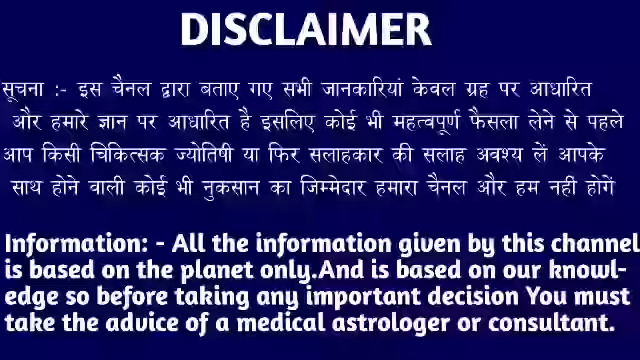 DISCLAIMER
सूचना :- इस चैनल द्वारा बताए गए सभी जानकारियां केवल ग्रह पर आधारित
और हमारे ज्ञान पर आधारित है इसलिए कोई भी महत्वपूर्ण फैसला लेने से पहले
आप किसी चिकित्सक ज्योतिषी या फिर सलाहकार की सलाह अवश्य लें आपके
साथ होने वाली कोई भी नुकसान का जिम्मेदार हमारा चैनल और हम नही होगें
Information: - All the information given by this channel
is based on the planet only.And is based on our knowl-
edge so before taking any important decision You must
take the advice of a medical astrologer or consultant.